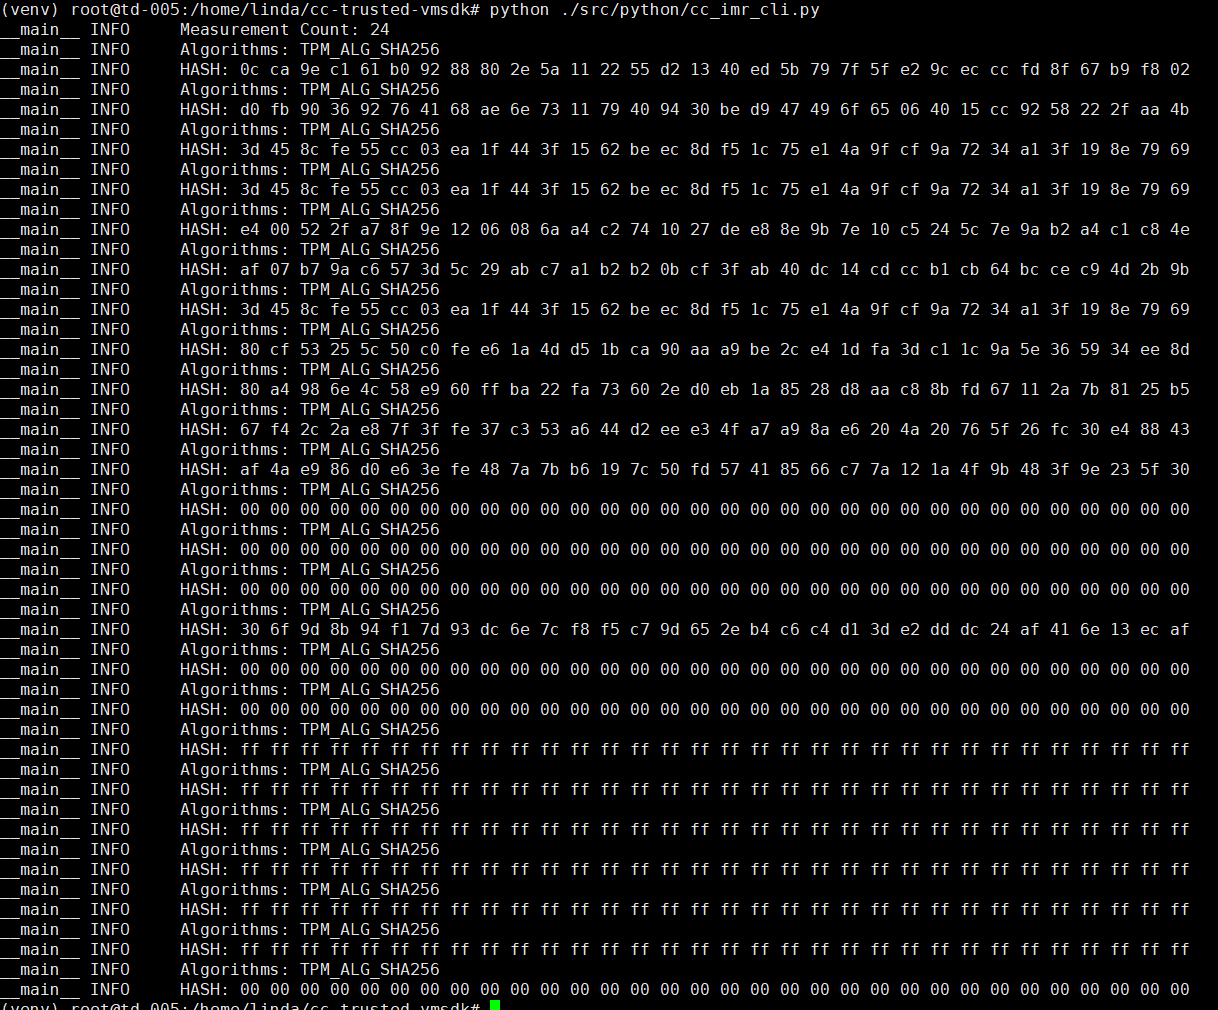 (venv) root@td-005:/home/linda/cc-trusted-vmsdk# python ./src/python/cc_imr_cli.py
__main__ INFO     Measurement Count: 24
__main__ INFO     Algorithms: TPM_ALG_SHA256
__main__ INFO     HASH: 0c ca 9e c1 61 b0 92 88 80 2e 5a 11 22 55 d2 13 40 ed 5b 79 7f 5f e2 9c ec cc fd 8f 67 b9 f8 02
__main__ INFO     Algorithms: TPM_ALG_SHA256
__main__ INFO     HASH: d0 fb 90 36 92 76 41 68 ae 6e 73 11 79 40 94 30 be d9 47 49 6f 65 06 40 15 cc 92 58 22 2f aa 4b
__main__ INFO     Algorithms: TPM_ALG_SHA256
__main__ INFO     HASH: 3d 45 8c fe 55 cc 03 ea 1f 44 3f 15 62 be ec 8d f5 1c 75 e1 4a 9f cf 9a 72 34 a1 3f 19 8e 79 69
__main__ INFO     Algorithms: TPM_ALG_SHA256
__main__ INFO     HASH: 3d 45 8c fe 55 cc 03 ea 1f 44 3f 15 62 be ec 8d f5 1c 75 e1 4a 9f cf 9a 72 34 a1 3f 19 8e 79 69
__main__ INFO     Algorithms: TPM_ALG_SHA256
__main__ INFO     HASH: e4 00 52 2f a7 8f 9e 12 06 08 6a a4 c2 74 10 27 de e8 8e 9b 7e 10 c5 24 5c 7e 9a b2 a4 c1 c8 4e
__main__ INFO     Algorithms: TPM_ALG_SHA256
__main__ INFO     HASH: af 07 b7 9a c6 57 3d 5c 29 ab c7 a1 b2 b2 0b cf 3f ab 40 dc 14 cd cc b1 cb 64 bc ce c9 4d 2b 9b
__main__ INFO     Algorithms: TPM_ALG_SHA256
__main__ INFO     HASH: 3d 45 8c fe 55 cc 03 ea 1f 44 3f 15 62 be ec 8d f5 1c 75 e1 4a 9f cf 9a 72 34 a1 3f 19 8e 79 69
__main__ INFO     Algorithms: TPM_ALG_SHA256
__main__ INFO     HASH: 80 cf 53 25 5c 50 c0 fe e6 1a 4d d5 1b ca 90 aa a9 be 2c e4 1d fa 3d c1 1c 9a 5e 36 59 34 ee 8d
__main__ INFO     Algorithms: TPM_ALG_SHA256
__main__ INFO     HASH: 80 a4 98 6e 4c 58 e9 60 ff ba 22 fa 73 60 2e d0 eb 1a 85 28 d8 aa c8 8b fd 67 11 2a 7b 81 25 b5
__main__ INFO     Algorithms: TPM_ALG_SHA256
__main__ INFO     HASH: 67 f4 2c 2a e8 7f 3f fe 37 c3 53 a6 44 d2 ee e3 4f a7 a9 8a e6 20 4a 20 76 5f 26 fc 30 e4 88 43
__main__ INFO     Algorithms: TPM_ALG_SHA256
__main__ INFO     HASH: af 4a e9 86 d0 e6 3e fe 48 7a 7b b6 19 7c 50 fd 57 41 85 66 c7 7a 12 1a 4f 9b 48 3f 9e 23 5f 30
__main__ INFO     Algorithms: TPM_ALG_SHA256
__main__ INFO     HASH: 00 00 00 00 00 00 00 00 00 00 00 00 00 00 00 00 00 00 00 00 00 00 00 00 00 00 00 00 00 00 00 00
__main__ INFO     Algorithms: TPM_ALG_SHA256
__main__ INFO     HASH: 00 00 00 00 00 00 00 00 00 00 00 00 00 00 00 00 00 00 00 00 00 00 00 00 00 00 00 00 00 00 00 00
__main__ INFO     Algorithms: TPM_ALG_SHA256
__main__ INFO     HASH: 00 00 00 00 00 00 00 00 00 00 00 00 00 00 00 00 00 00 00 00 00 00 00 00 00 00 00 00 00 00 00 00
__main__ INFO     Algorithms: TPM_ALG_SHA256
__main__ INFO     HASH: 30 6f 9d 8b 94 f1 7d 93 dc 6e 7c f8 f5 c7 9d 65 2e b4 c6 c4 d1 3d e2 dd dc 24 af 41 6e 13 ec af
__main__ INFO     Algorithms: TPM_ALG_SHA256
__main__ INFO     HASH: 00 00 00 00 00 00 00 00 00 00 00 00 00 00 00 00 00 00 00 00 00 00 00 00 00 00 00 00 00 00 00 00
__main__ INFO     Algorithms: TPM_ALG_SHA256
__main__ INFO     HASH: 00 00 00 00 00 00 00 00 00 00 00 00 00 00 00 00 00 00 00 00 00 00 00 00 00 00 00 00 00 00 00 00
__main__ INFO     Algorithms: TPM_ALG_SHA256
__main__ INFO     HASH: ff ff ff ff ff ff ff ff ff ff ff ff ff ff ff ff ff ff ff ff ff ff ff ff ff ff ff ff ff ff ff ff
__main__ INFO     Algorithms: TPM_ALG_SHA256
__main__ INFO     HASH: ff ff ff ff ff ff ff ff ff ff ff ff ff ff ff ff ff ff ff ff ff ff ff ff ff ff ff ff ff ff ff ff
__main__ INFO     Algorithms: TPM_ALG_SHA256
__main__ INFO     HASH: ff ff ff ff ff ff ff ff ff ff ff ff ff ff ff ff ff ff ff ff ff ff ff ff ff ff ff ff ff ff ff ff
__main__ INFO     Algorithms: TPM_ALG_SHA256
__main__ INFO     HASH: ff ff ff ff ff ff ff ff ff ff ff ff ff ff ff ff ff ff ff ff ff ff ff ff ff ff ff ff ff ff ff ff
__main__ INFO     Algorithms: TPM_ALG_SHA256
__main__ INFO     HASH: ff ff ff ff ff ff ff ff ff ff ff ff ff ff ff ff ff ff ff ff ff ff ff ff ff ff ff ff ff ff ff ff
__main__ INFO     Algorithms: TPM_ALG_SHA256
__main__ INFO     HASH: ff ff ff ff ff ff ff ff ff ff ff ff ff ff ff ff ff ff ff ff ff ff ff ff ff ff ff ff ff ff ff ff
__main__ INFO     Algorithms: TPM_ALG_SHA256
__main__ INFO     HASH: 00 00 00 00 00 00 00 00 00 00 00 00 00 00 00 00 00 00 00 00 00 00 00 00 00 00 00 00 00 00 00 00
(venv) root@td-005:/home/linda/cc-trusted-vmsdk#